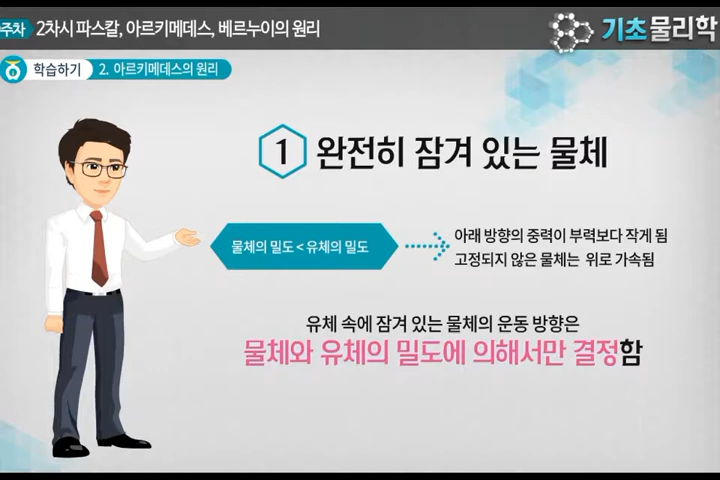 주차 2차시 파스칼, 아르키메데스, 베르누이의 원리
기초물리학
학습하기 2. 아르키메데스의 원리
1 완전히 잠겨 있는 물체
물체의 밀도 < 유체의 밀도
아래 방향의 중력이 부력보다 작게 됨
고정되지 않은 물체는 위로 가속됨
유체 속에 잠겨 있는 물체의 운동 방향은
물체와 유체의 밀도에 의해서만 결정함